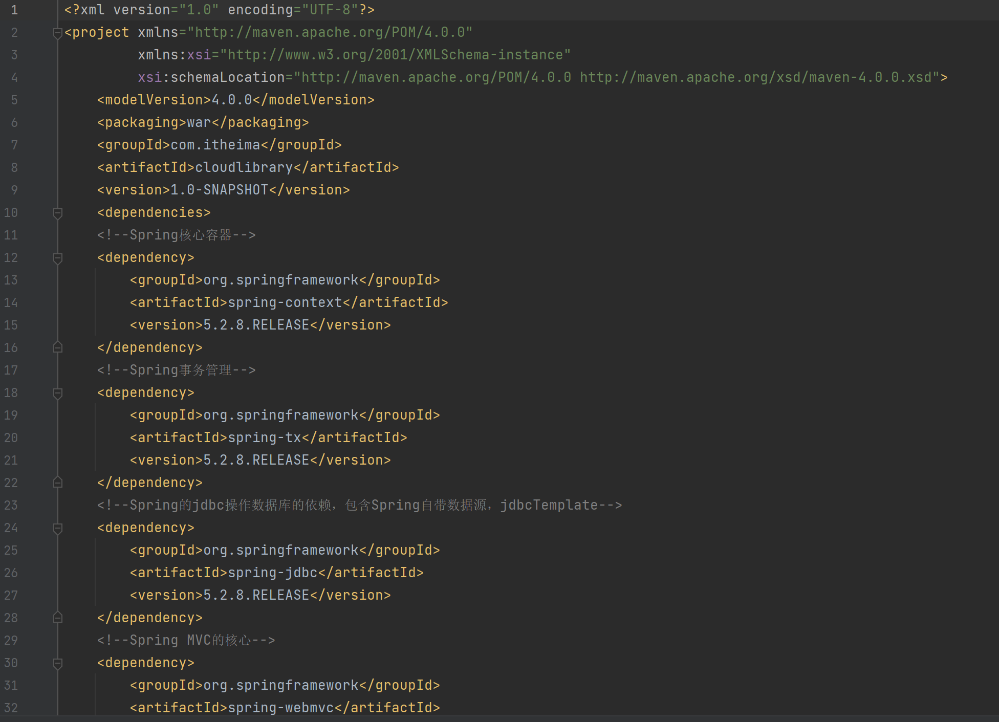 1 <?xml version="1.0" encoding="UTF-8"?>
2 <project xmlns="http://maven.apache.org/POM/4.0.0"
3 xmlns:xsi="http://www.w3.org/2001/XMLSchema-instance"
4 xsi:schemaLocation="http://maven.apache.org/POM/4.0.0 http://maven.apache.org/xsd/maven-4.0.0.xsd">
5 <modelVersion>4.0.0</modelVersion>
6 <packaging>war</packaging>
7 <groupId>com.itheima</groupId>
8 <artifactId>cloudlibrary</artifactId>
9 <version>1.0-SNAPSHOT</version>
10 <dependencies>
11 <!--Spring核心容器-->
12 <dependency>
13 <groupId>org.springframework</groupId>
14 <artifactId>spring-context</artifactId>
15 <version>5.2.8.RELEASE</version>
16 </dependency>
17 <!--Spring事务管理-->
18 <dependency>
19 <groupId>org.springframework</groupId>
20 <artifactId>spring-tx</artifactId>
21 <version>5.2.8.RELEASE</version>
22 </dependency>
23 <!--Spring的jdbc操作数据库的依赖，包含Spring自带数据源，jdbcTemplate-->
24 <dependency>
25 <groupId>org.springframework</groupId>
26 <artifactId>spring-jdbc</artifactId>
27 <version>5.2.8.RELEASE</version>
28 </dependency>
29 <!--Spring MVC的核心-->
30 <dependency>
31 <groupId>org.springframework</groupId>
32 <artifactId>spring-webmvc</artifactId>